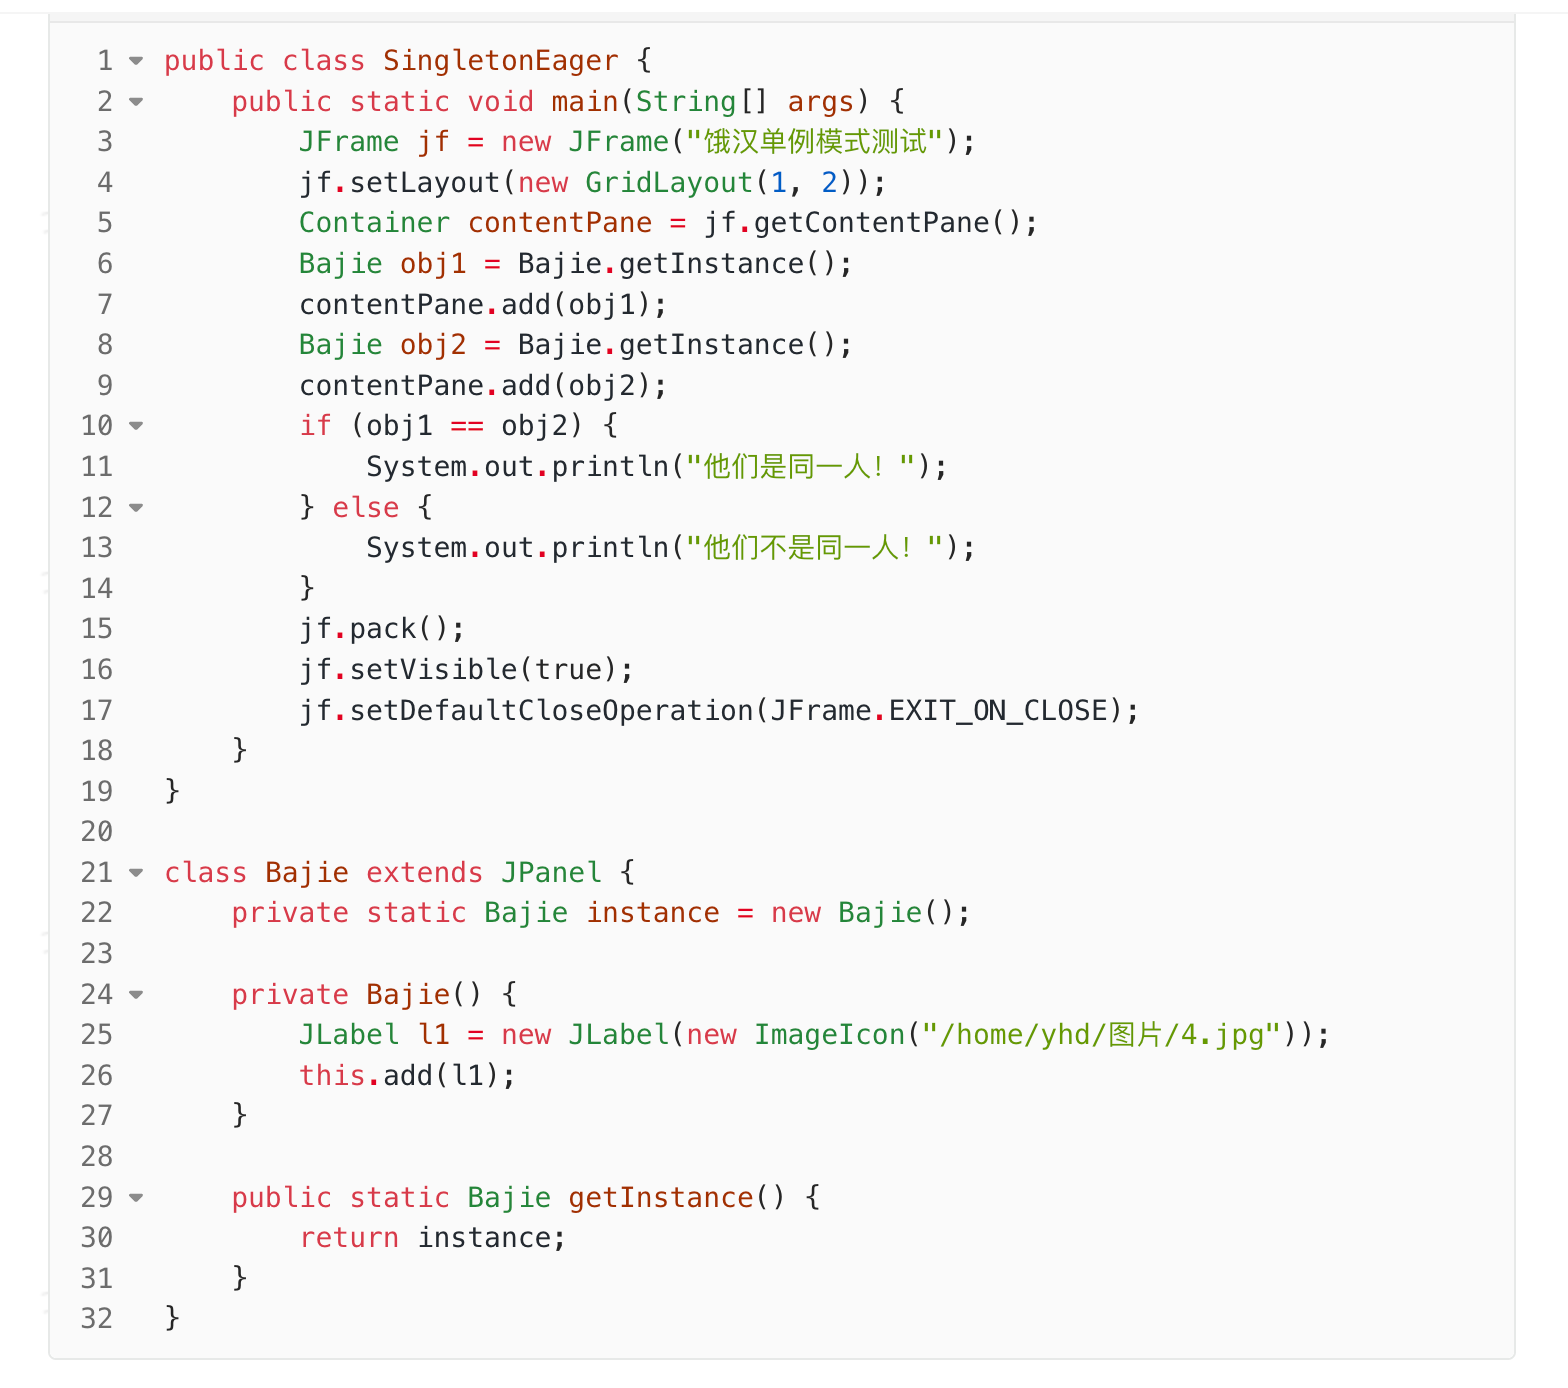 1 public class SingletonEager {
2     public static void main(String[] args) {
3         JFrame jf = new JFrame("饿汉单例模式测试");
4         jf.setLayout(new GridLayout(1, 2));
5         Container contentPane = jf.getContentPane();
6         Bajie obj1 = Bajie.getInstance();
7         contentPane.add(obj1);
8         Bajie obj2 = Bajie.getInstance();
9         contentPane.add(obj2);
10         if (obj1 == obj2) {
11             System.out.println("他们是同一人！");
12         } else {
13             System.out.println("他们不是同一人！");
14         }
15         jf.pack();
16         jf.setVisible(true);
17         jf.setDefaultCloseOperation(JFrame.EXIT_ON_CLOSE);
18     }
19 }
20
21 class Bajie extends JPanel {
22     private static Bajie instance = new Bajie();
23
24     private Bajie() {
25         JLabel l1 = new JLabel(new ImageIcon("/home/yhd/图片/4.jpg"));
26         this.add(l1);
27     }
28
29     public static Bajie getInstance() {
30         return instance;
31     }
32 }